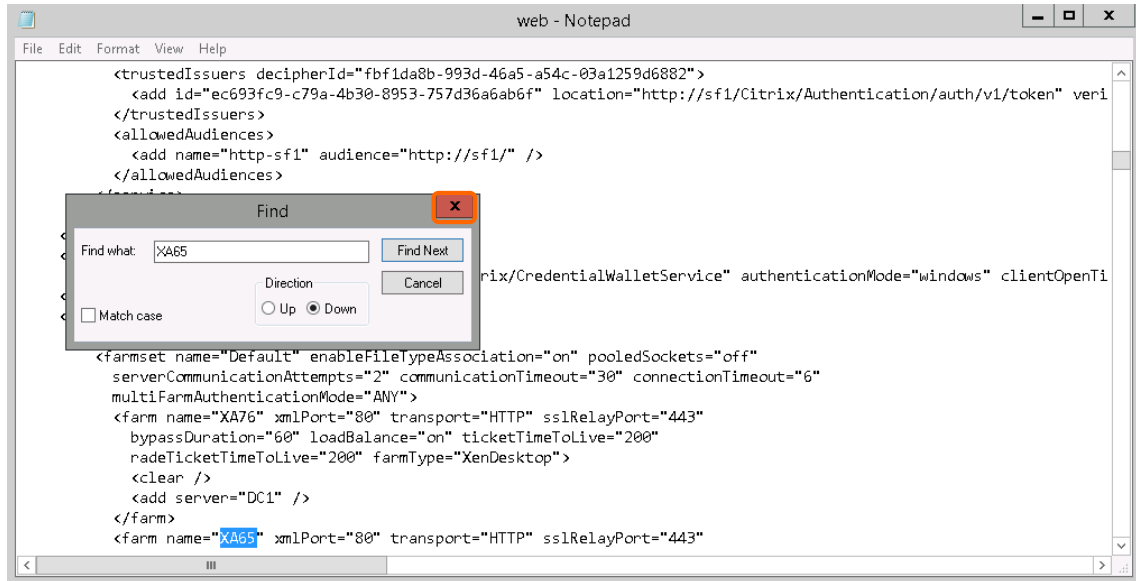 web - Notepad
File Edit Format View Help
<trustedIssuers decipherId="fbf1da8b-993d-46a5-a54c-03a1259d6882">
<add id="ec693fc9-c79a-4b30-8953-757d36a6ab6f" location="http://sf1/Citrix/Authentication/auth/v1/token" veri
</trustedIssuers>
<allowedAudiences>
<add name="http-sf1" audience="http://sf1/" />
</allowedAudiences>
Find
Find what: XA65 Find Next
rix/CredentialWalletService" authenticationMode="windows" clientOpenTi
Direction Cancel
Match case Up Down
<farmset name="Default" enableFileTypeAssociation="on" pooledSockets="off"
serverCommunicationAttempts="2" communicationTimeout="30" connectionTimeout="6"
multiFarmAuthenticationMode="ANY">
<farm name="XA76" xmlPort="80" transport="HTTP" sslRelayPort="443"
bypassDuration="60" loadBalance="on" ticketTimeToLive="200"
radeTicketTimeToLive="200" farmType="XenDesktop">
<clear />
<add server="DC1" />
</farm>
<farm name="XA65" xmlPort="80" transport="HTTP" sslRelayPort="443"